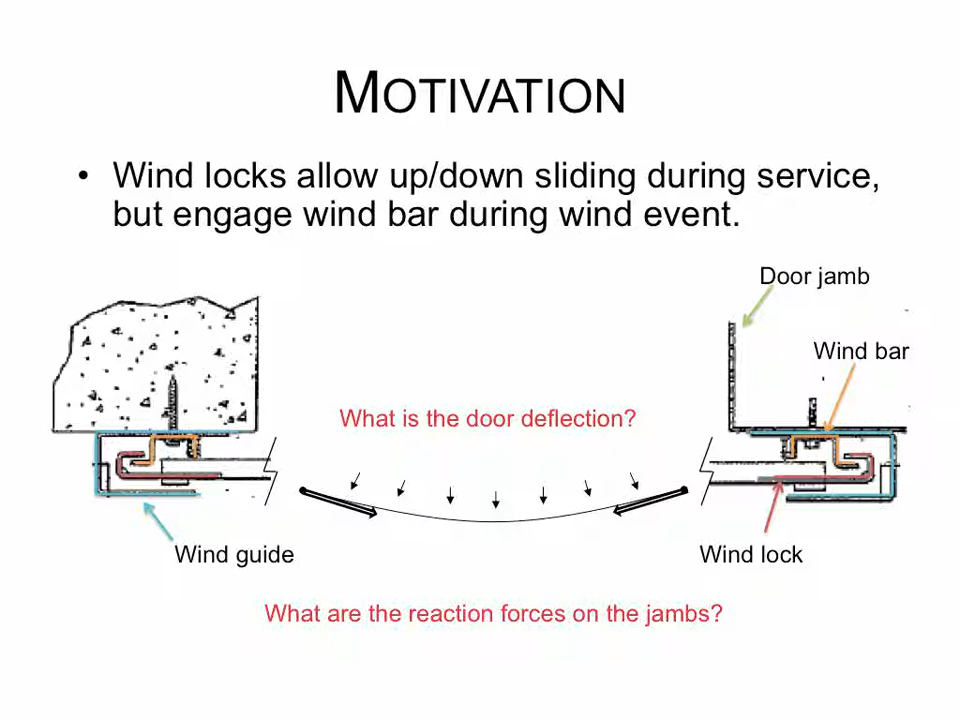 MOTIVATION
• Wind locks allow up/down sliding during service,
but engage wind bar during wind event.
Door jamb
Wind bar
What is the door deflection?
Wind guide
Wind lock
What are the reaction forces on the jambs?